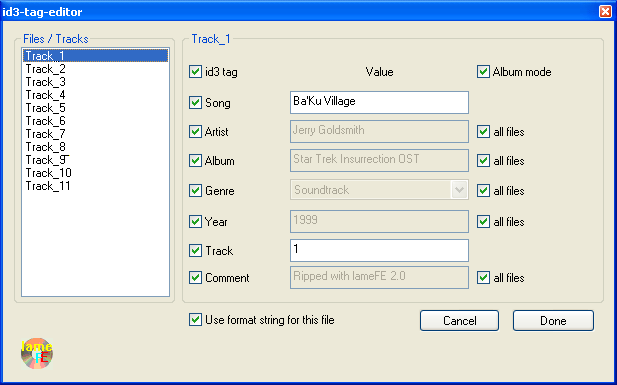 id3-tag-editor
Files / Tracks
Track_1
Track_2
Track_3
Track_4
Track_5
Track_6
Track_7
Track_8
Track_9
Track_10
Track_11
Track_1
id3 tag Value Album mode
Song Ba'Ku Village
Artist Jerry Goldsmith all files
Album Star Trek Insurrection OST all files
Genre Soundtrack all files
Year 1999 all files
Track 1
Comment Ripped with lameFE 2.0 all files
Use format string for this file Cancel Done
lame
FE